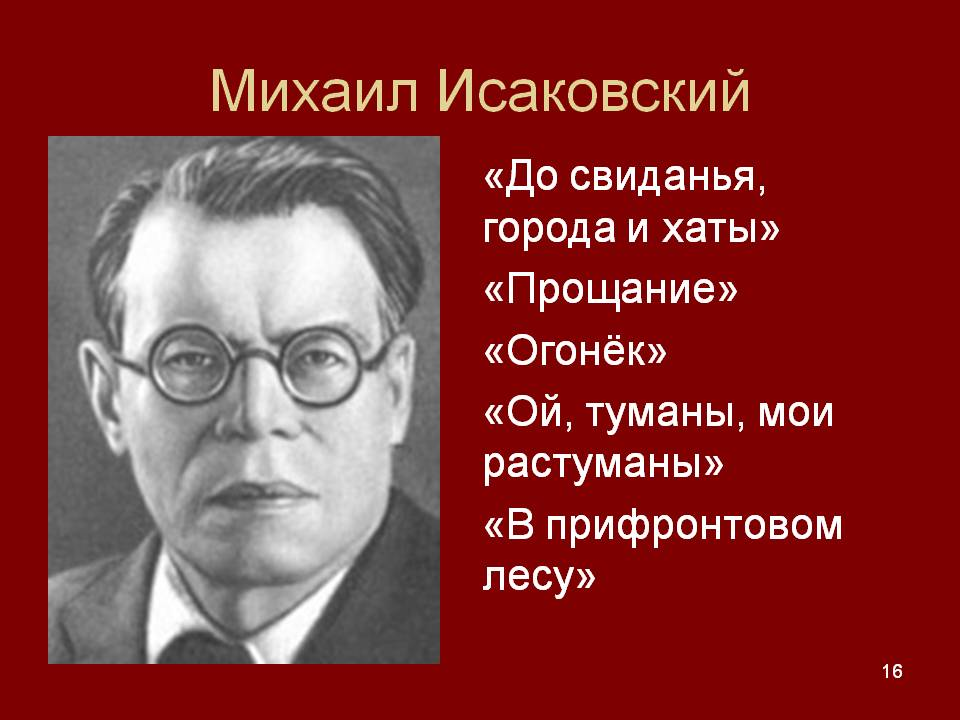 Михаил Исаковский
«До свиданья,
города и хаты»
«Прощание»
«Огонёк»
«Ой, туманы, мои
растуманы»
«В прифронтовом
лесу»
16